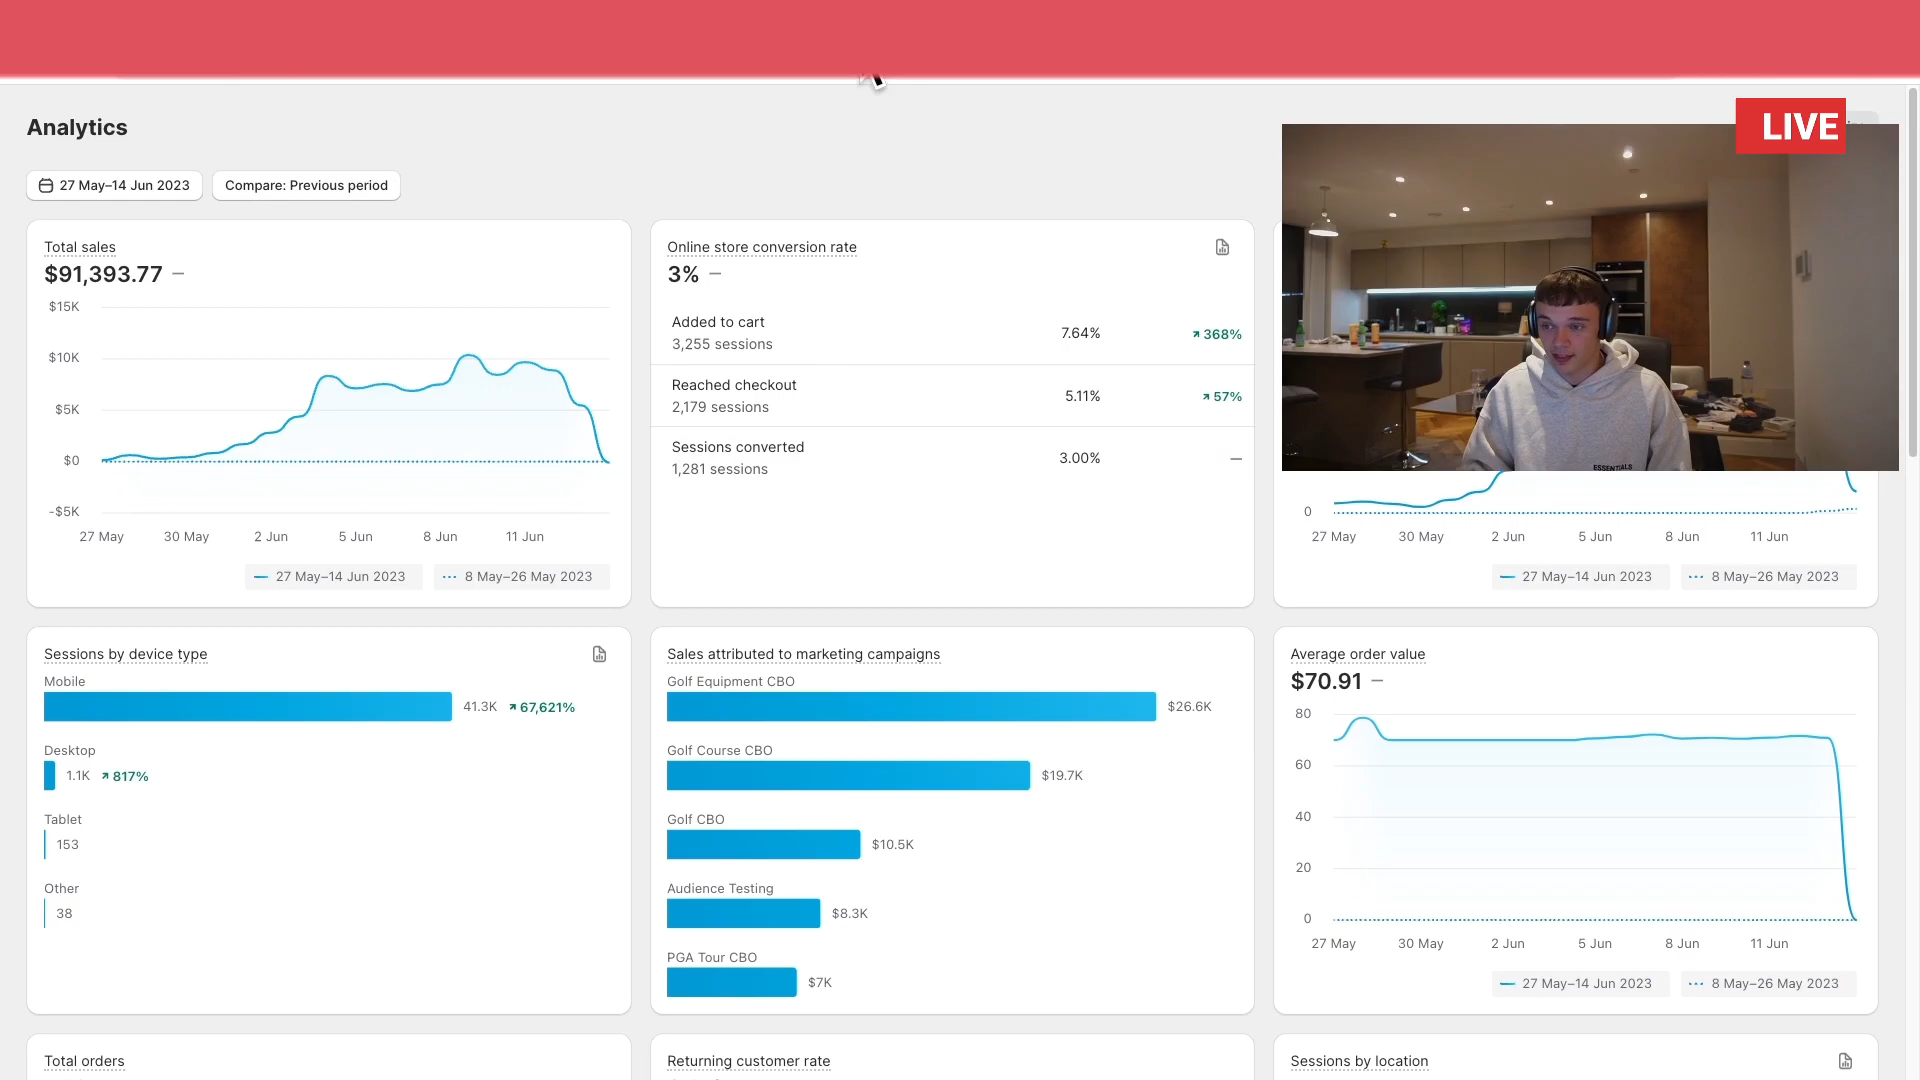 LIVE
Analytics
27 May–14 Jun 2023
Compare: Previous period
Total sales
$91,393.77 –
$15K
$10K
$5K
$0
-$5K
27 May 30 May 2 Jun 5 Jun 8 Jun 11 Jun
27 May–14 Jun 2023 8 May–26 May 2023
Online store conversion rate
3% –
Added to cart
3,255 sessions
7.64%
368%
Reached checkout
2,179 sessions
5.11%
57%
Sessions converted
1,281 sessions
3.00%
–
ESSENTIALS
0
27 May 30 May 2 Jun 5 Jun 8 Jun 11 Jun
27 May–14 Jun 2023 8 May–26 May 2023
Sessions by device type
Mobile
41.3K 67,621%
Desktop
1.1K 817%
Tablet
153
Other
38
Sales attributed to marketing campaigns
Golf Equipment CBO
$26.6K
Golf Course CBO
$19.7K
Golf CBO
$10.5K
Audience Testing
$8.3K
PGA Tour CBO
$7K
Average order value
$70.91 –
80
60
40
20
0
27 May 30 May 2 Jun 5 Jun 8 Jun 11 Jun
27 May–14 Jun 2023 8 May–26 May 2023
Total orders
Returning customer rate
Sessions by location